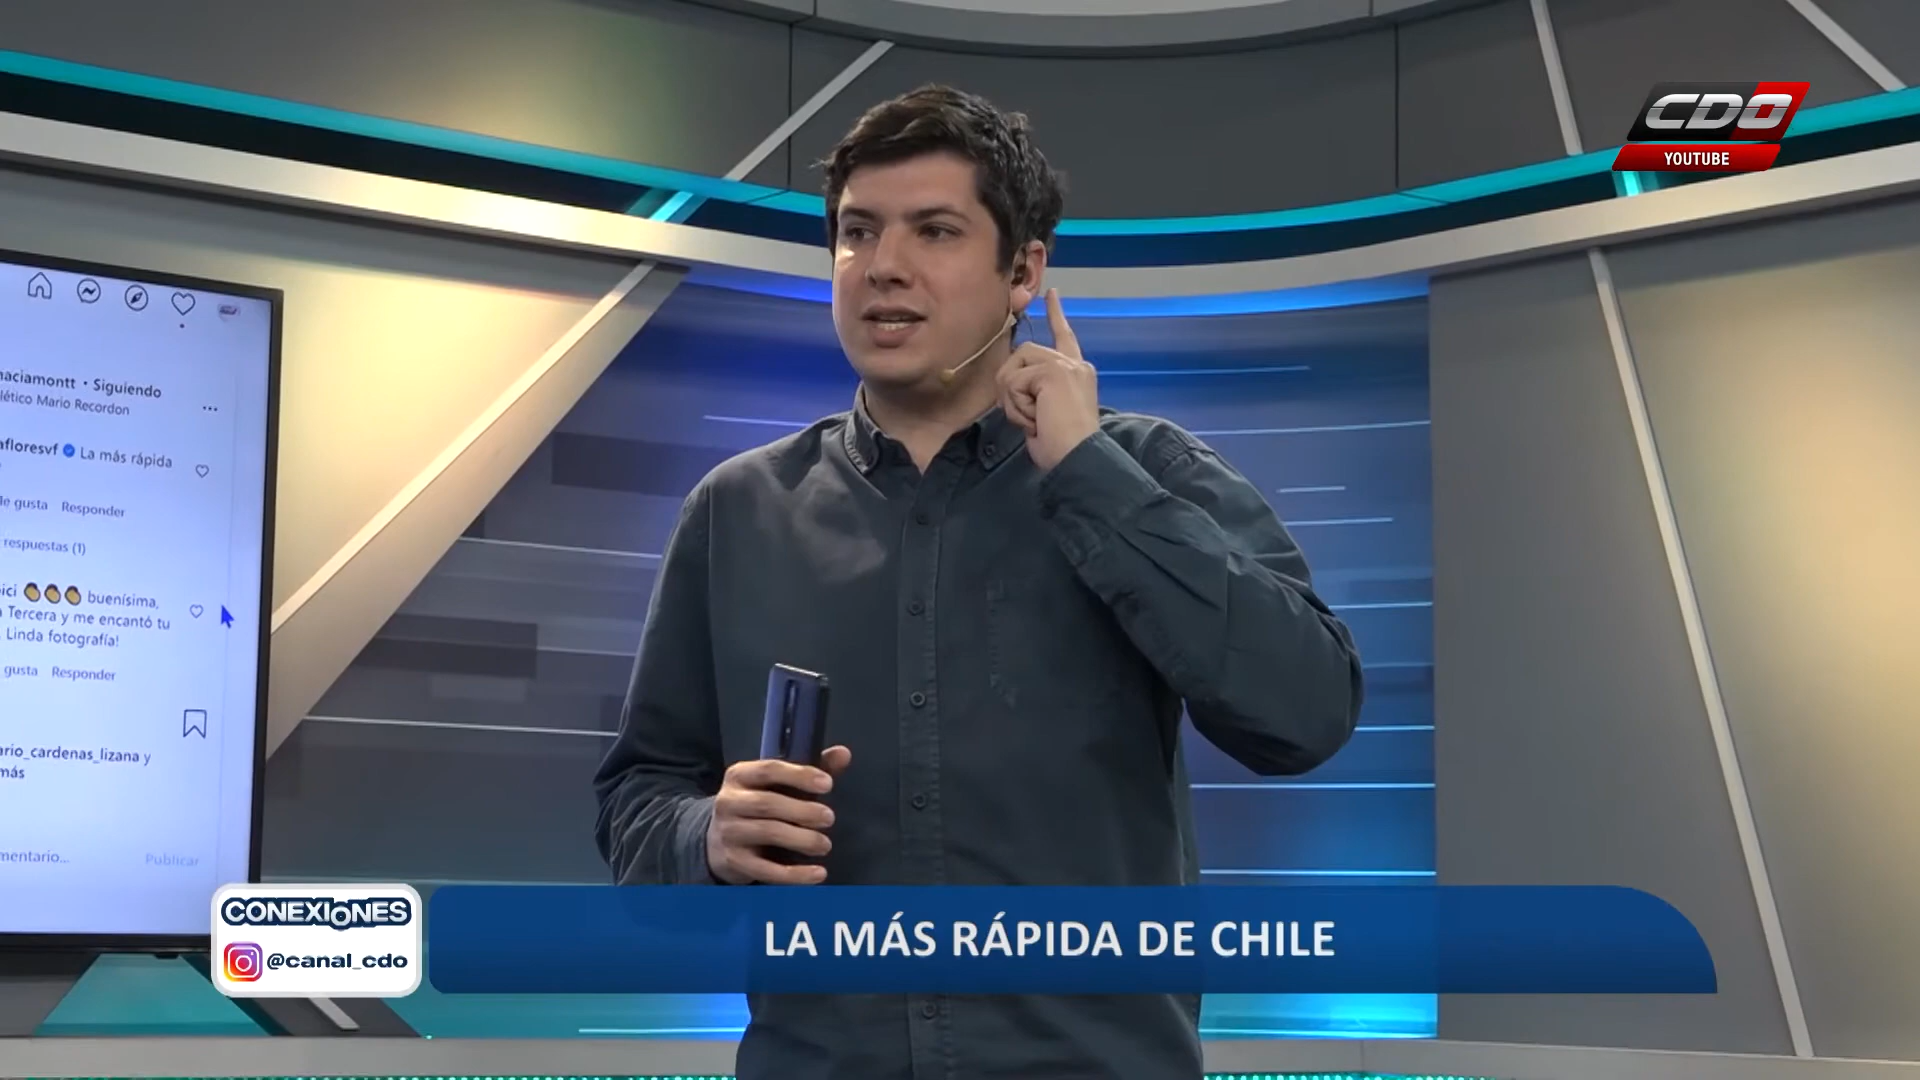 CDO
YOUTUBE
naciamontt • Siguiendo
lético Mario Recordon
afloresvf La más rápida
le gusta Responder
respuestas (1)
ici 👏👏👏 buenísima,
Tercera y me encantó tu
Linda fotografía!
gusta Responder
ario_cardenas_lizana y
más
mentario...
Publicar
CONEXIONES
@canal_cdo
LA MÁS RÁPIDA DE CHILE